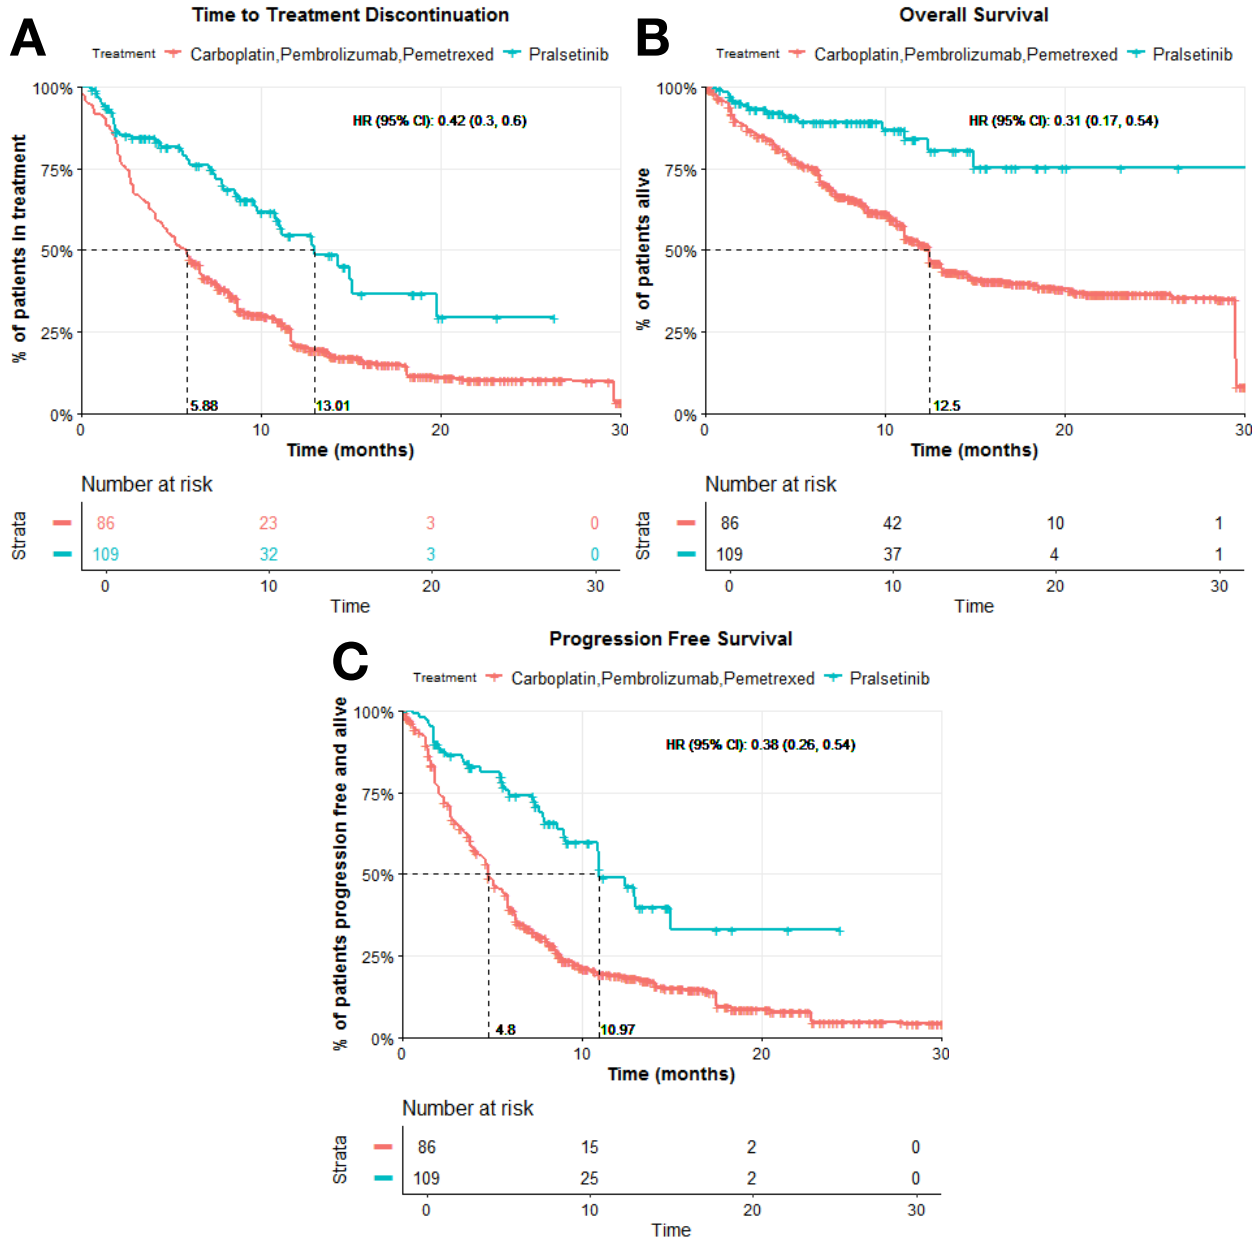 A
Time to Treatment Discontinuation
Treatment Carboplatin,Pembrolizumab,Pemetrexed Pralsetinib
% of patients in treatment
100%
75%
50%
25%
0%
HR (95% CI): 0.42 (0.3, 0.6)
5.88
13.01
0 10 20 30
Time (months)
Number at risk
Strata
86 23 3 0
109 32 3 0
0 10 20 30
Time
B
Overall Survival
Treatment Carboplatin,Pembrolizumab,Pemetrexed Pralsetinib
% of patients alive
100%
75%
50%
25%
0%
HR (95% CI): 0.31 (0.17, 0.54)
12.5
0 10 20 30
Time (months)
Number at risk
Strata
86 42 10 1
109 37 4 1
0 10 20 30
Time
C
Progression Free Survival
Treatment Carboplatin,Pembrolizumab,Pemetrexed Pralsetinib
% of patients progression free and alive
100%
75%
50%
25%
0%
HR (95% CI): 0.38 (0.26, 0.54)
4.8
10.97
0 10 20 30
Time (months)
Number at risk
Strata
86 15 2 0
109 25 2 0
0 10 20 30
Time